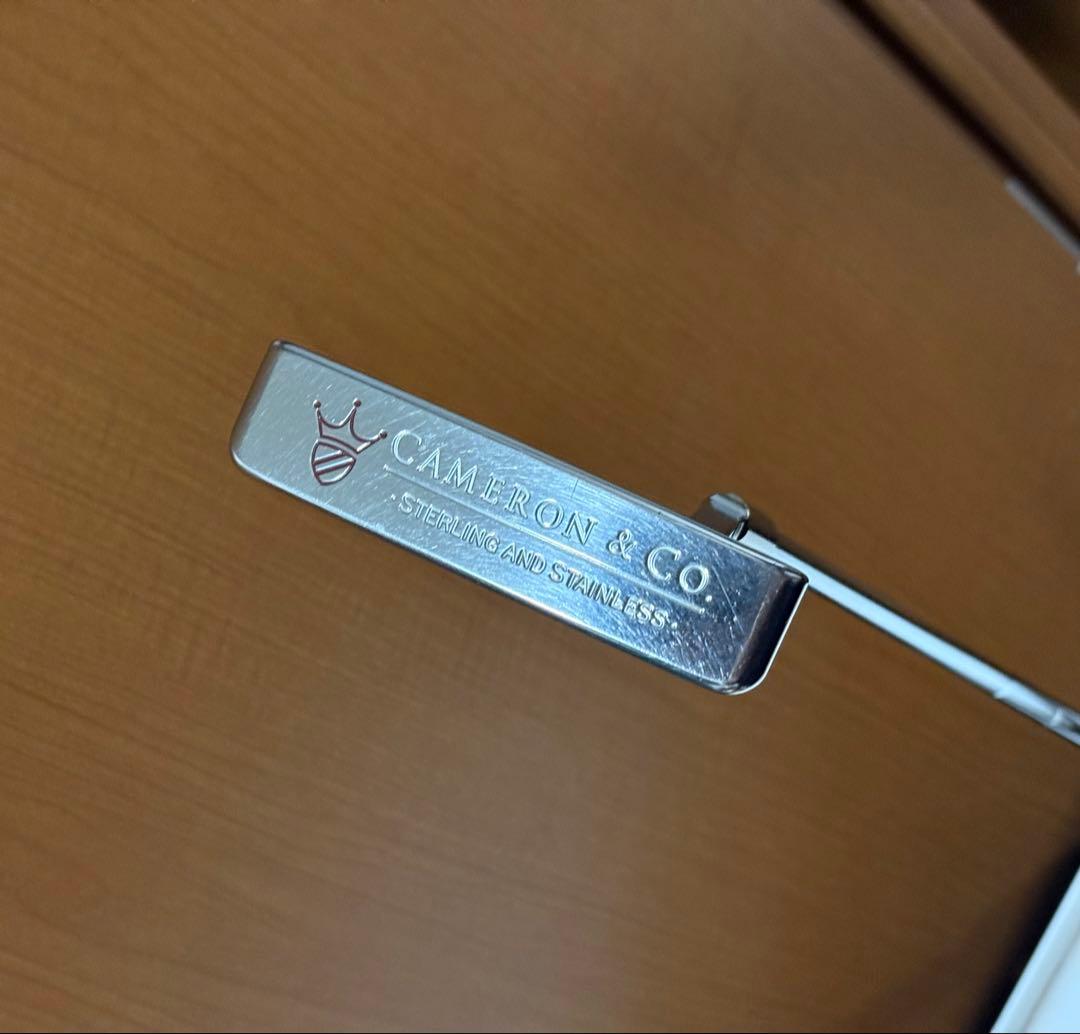 CAMERON & CO.
·STERLING AND STAINLESS·